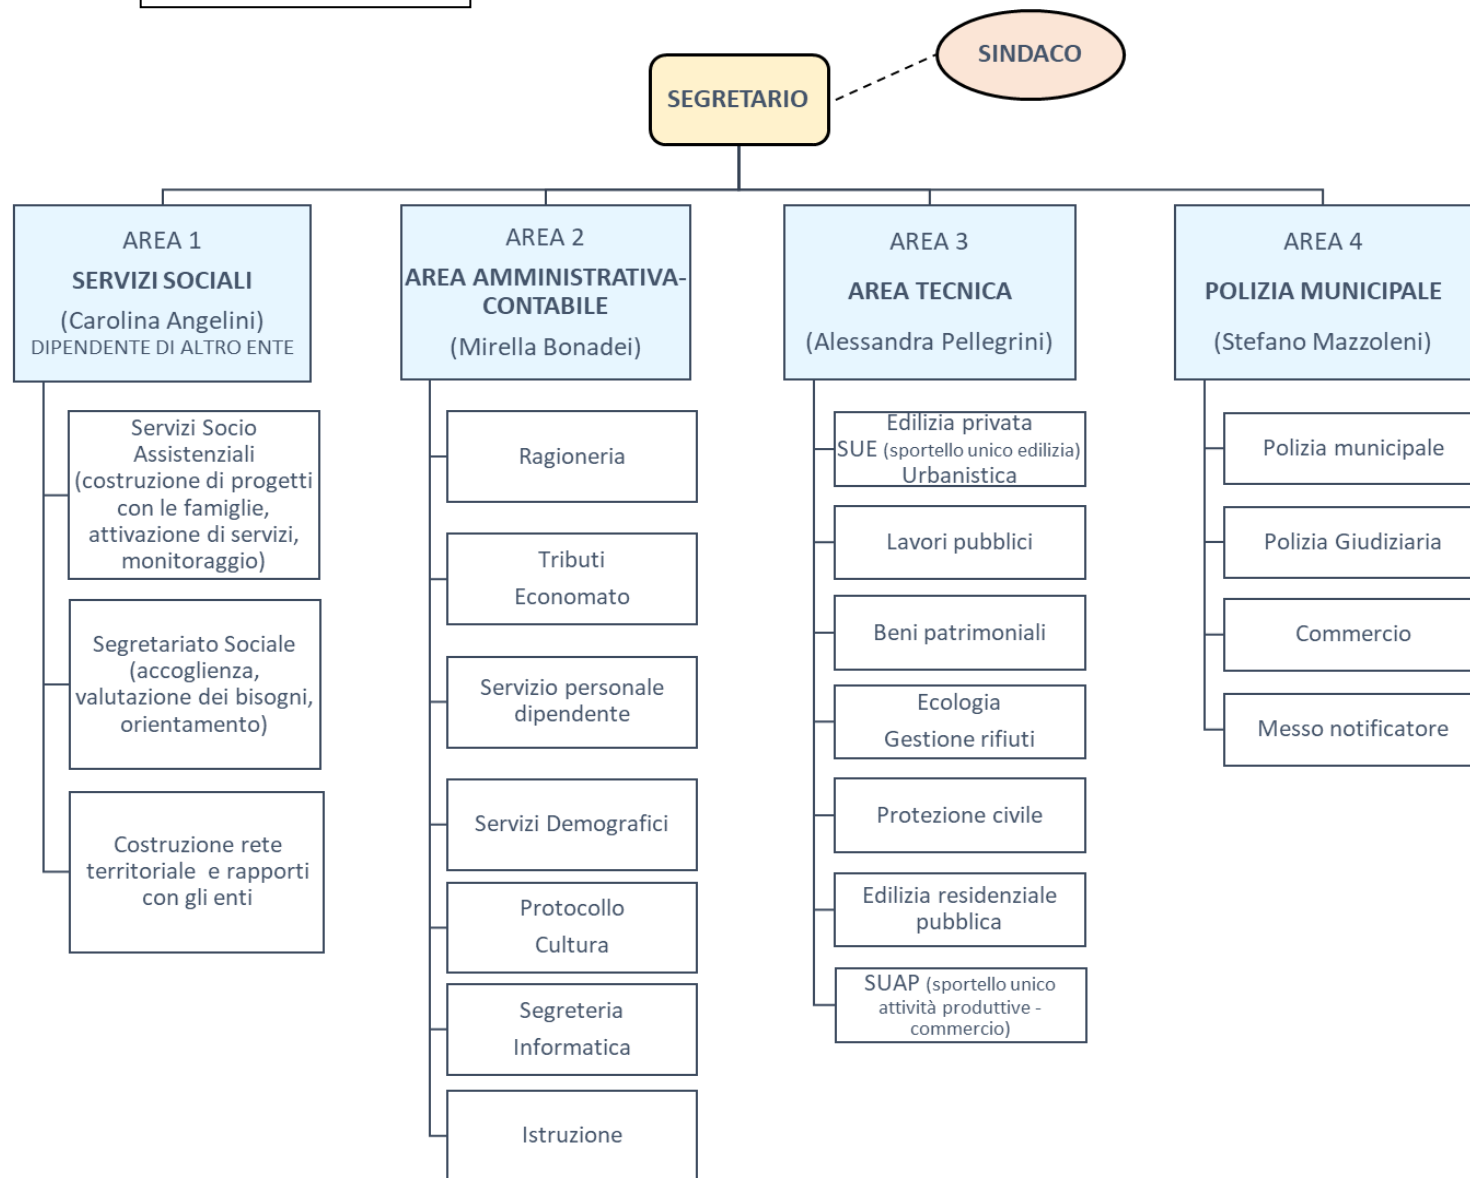 SINDACO
SEGRETARIO
AREA 1
SERVIZI SOCIALI
(Carolina Angelini)
DIPENDENTE DI ALTRO ENTE
Servizi Socio
Assistenziali
(costruzione di progetti
con le famiglie,
attivazione di servizi,
monitoraggio)
Segretariato Sociale
(accoglienza,
valutazione dei bisogni,
orientamento)
Costruzione rete
territoriale e rapporti
con gli enti
AREA 2
AREA AMMINISTRATIVA-
CONTABILE
(Mirella Bonadei)
Ragioneria
Tributi
Economato
Servizio personale
dipendente
Servizi Demografici
Protocollo
Cultura
Segreteria
Informatica
Istruzione
AREA 3
AREA TECNICA
(Alessandra Pellegrini)
Edilizia privata
SUE (sportello unico edilizia)
Urbanistica
Lavori pubblici
Beni patrimoniali
Ecologia
Gestione rifiuti
Protezione civile
Edilizia residenziale
pubblica
SUAP (sportello unico
attività produttive -
commercio)
AREA 4
POLIZIA MUNICIPALE
(Stefano Mazzoleni)
Polizia municipale
Polizia Giudiziaria
Commercio
Messo notificatore